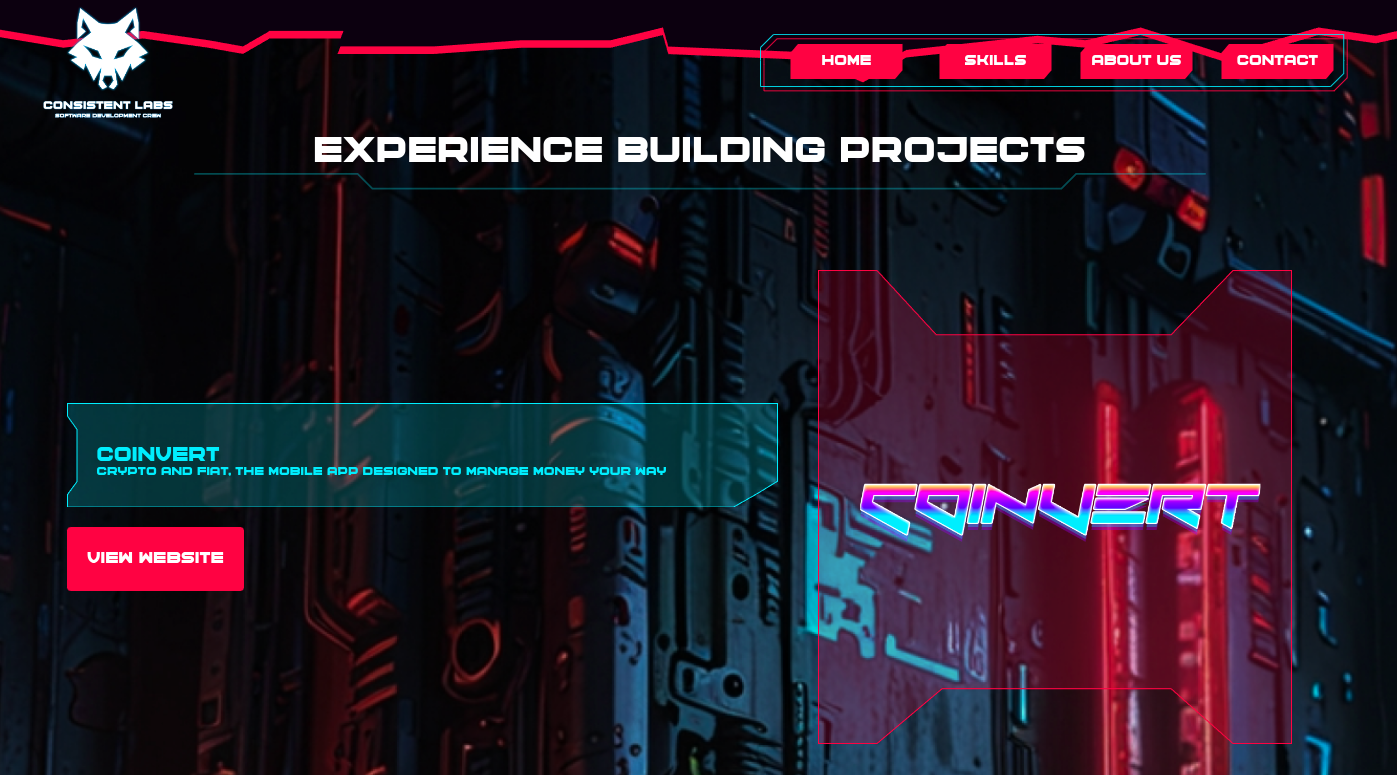 HOME
SKILLS
ABOUT US
CONTACT
CONSISTENT LABS
SOFTWARE DEVELOPMENT CREW
EXPERIENCE BUILDING PROJECTS
COINVERT
CRYPTO AND FIAT, THE MOBILE APP DESIGNED TO MANAGE MONEY YOUR WAY
VIEW WEBSITE
COINVERT